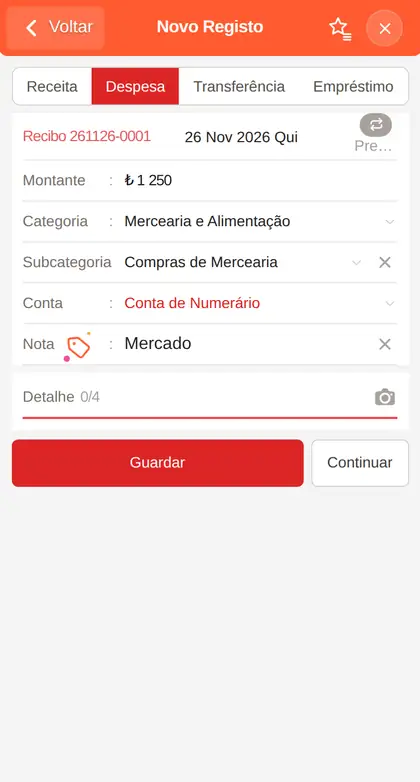 Voltar Novo Registo
Receita Despesa Transferência Empréstimo
Recibo 261126-0001 26 Nov 2026 Qui Pre...
Montante : ₺ 1 250
Categoria : Mercearia e Alimentação
Subcategoria Compras de Mercearia
Conta : Conta de Numerário
Nota : Mercado
Detalhe 0/4
Guardar Continuar